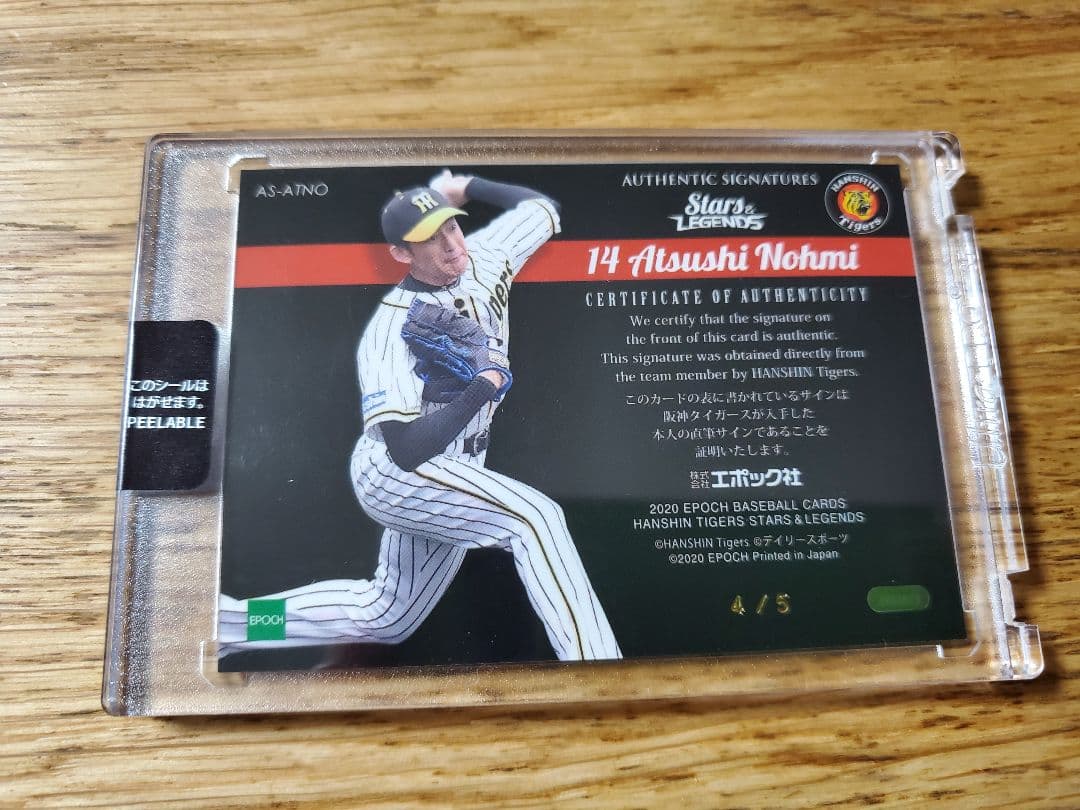 AS-ATNO
AUTHENTIC SIGNATURES
Stars &
LEGENDS
HANSHIN
Tigers
14 Atsushi Nohmi
CERTIFICATE OF AUTHENTICITY
We certify that the signature on
the front of this card is authentic.
This signature was obtained directly from
the team member by HANSHIN Tigers.
このカードの表に書かれているサインは
阪神タイガースが入手した
本人の直筆サインであることを
証明いたします。
株式会社 エポック社
2020 EPOCH BASEBALL CARDS
HANSHIN TIGERS STARS & LEGENDS
©HANSHIN Tigers ©デイリースポーツ
©2020 EPOCH Printed in Japan
4 / 5
EPOCH
このシールは
はがせます。
PEELABLE